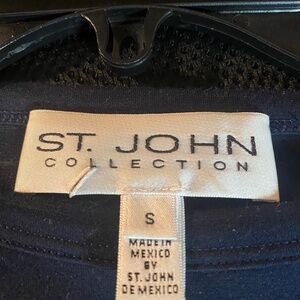 ST. JOHN
COLLECTION
S
MADE IN
MEXICO
BY
ST. JOHN
DE MEXICO